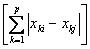 [∑_{k=1}^{p} |x_{ki} − x_{kj}|]